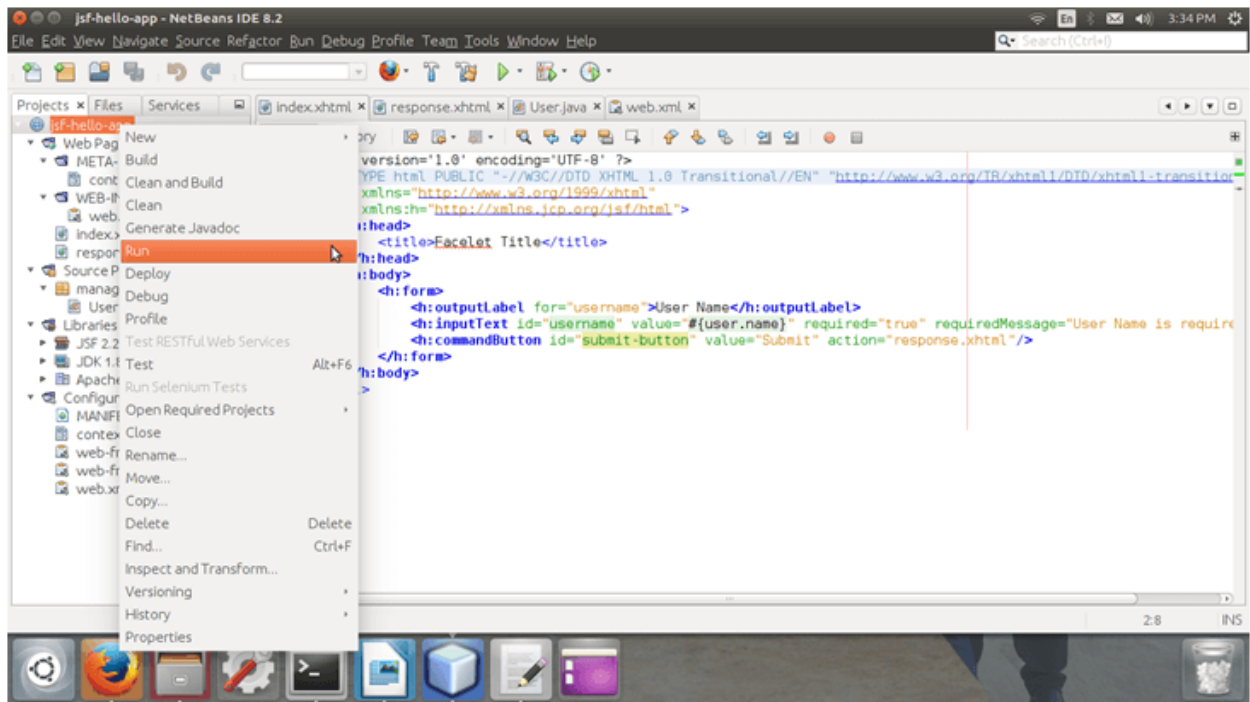 jsf-hello-app - NetBeans IDE 8.2
En
3:34 PM
File Edit View Navigate Source Refactor Run Debug Profile Team Tools Window Help
Search (Ctrl+I)
Projects Files Services
index.xhtml response.xhtml User.java web.xml
jsf-hello-app
Web Pag
META-
cont
WEB-IN
web.
index.x
respor
Source P
manag
User
Libraries
JSF 2.2
JDK 1.8
Apache
Configur
MANIFE
contex
web-fr
web-fr
web.xr
New
Build
Clean and Build
Clean
Generate Javadoc
Run
Deploy
Debug
Profile
Test RESTful Web Services
Test Alt+F6
Run Selenium Tests
Open Required Projects
Close
Rename...
Move...
Copy...
Delete Delete
Find... Ctrl+F
Inspect and Transform...
Versioning
History
Properties
ory
version='1.0' encoding='UTF-8' ?>
YPE html PUBLIC "-//W3C//DTD XHTML 1.0 Transitional//EN" "http://www.w3.org/TR/xhtml1/DTD/xhtml1-transition
xmlns="http://www.w3.org/1999/xhtml"
xmlns:h="http://xmlns.jcp.org/jsf/html">
:head>
<title>Facelet Title</title>
h:head>
:body>
<h:form>
<h:outputLabel for="username">User Name</h:outputLabel>
<h:inputText id="username" value="#{user.name}" required="true" requiredMessage="User Name is require
<h:commandButton id="submit-button" value="Submit" action="response.xhtml"/>
</h:form>
h:body>
>
2:8 INS